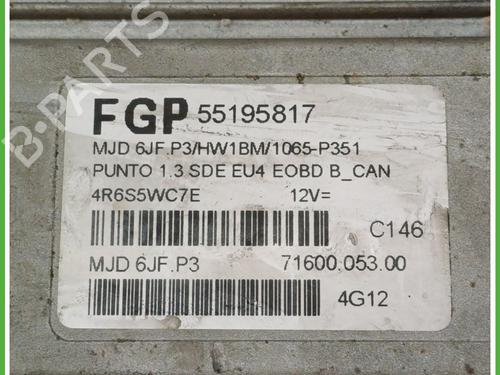 B-PARTS
FGP 55195817
MJD 6JF.P3/HW1BM/1065-P351
PUNTO 1.3 SDE EU4 EOBD B_CAN
4R6S5WC7E 12V=
C146
MJD 6JF.P3 71600.053.00
4G12